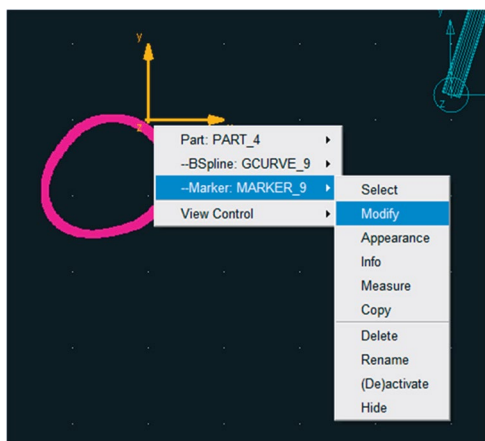 y
y
z
z
Part: PART_4
--BSpline: GCURVE_9
--Marker: MARKER_9
View Control
Select
Modify
Appearance
Info
Measure
Copy
Delete
Rename
(De)activate
Hide